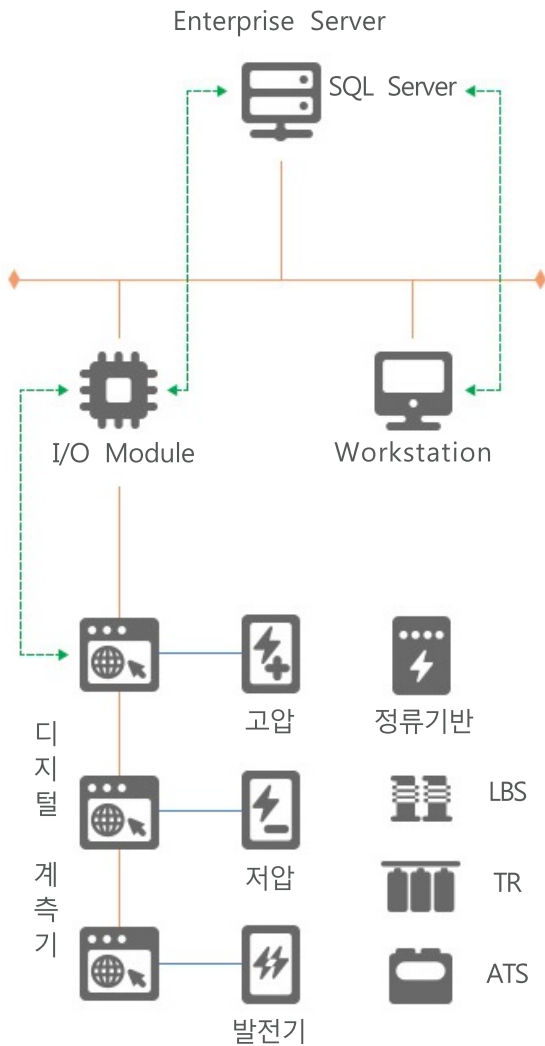 Enterprise Server
SQL Server
I/O Module
Workstation
디지털 계측기
고압
정류기반
저압
LBS
TR
발전기
ATS